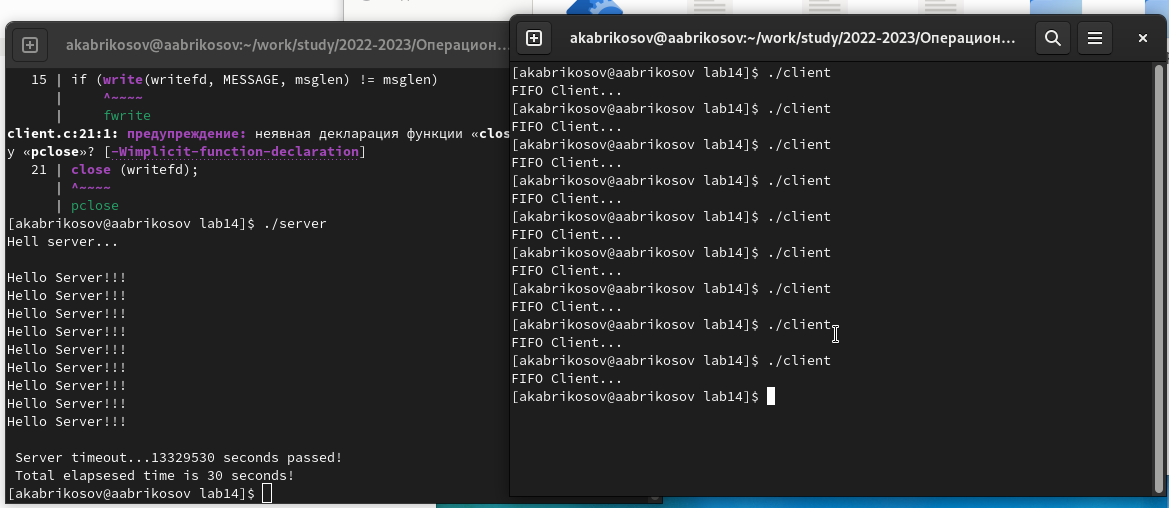 akabrikosov@aabrikosov:~/work/study/2022-2023/Операцион...
15 | if (write(writefd, MESSAGE, msglen) != msglen)
| ^~~~~
| fwrite
client.c:21:1: предупреждение: неявная декларация функции «clos
у «pclose»? [-Wimplicit-function-declaration]
21 | close (writefd);
| ^~~~~
| pclose
[akabrikosov@aabrikosov lab14]$ ./server
Hell server...
Hello Server!!!
Hello Server!!!
Hello Server!!!
Hello Server!!!
Hello Server!!!
Hello Server!!!
Hello Server!!!
Hello Server!!!
Hello Server!!!
Server timeout...13329530 seconds passed!
Total elapsesed time is 30 seconds!
[akabrikosov@aabrikosov lab14]$
akabrikosov@aabrikosov:~/work/study/2022-2023/Операцион...
[akabrikosov@aabrikosov lab14]$ ./client
FIFO Client...
[akabrikosov@aabrikosov lab14]$ ./client
FIFO Client...
[akabrikosov@aabrikosov lab14]$ ./client
FIFO Client...
[akabrikosov@aabrikosov lab14]$ ./client
FIFO Client...
[akabrikosov@aabrikosov lab14]$ ./client
FIFO Client...
[akabrikosov@aabrikosov lab14]$ ./client
FIFO Client...
[akabrikosov@aabrikosov lab14]$ ./client
FIFO Client...
[akabrikosov@aabrikosov lab14]$ ./client
FIFO Client...
[akabrikosov@aabrikosov lab14]$ ./client
FIFO Client...
[akabrikosov@aabrikosov lab14]$